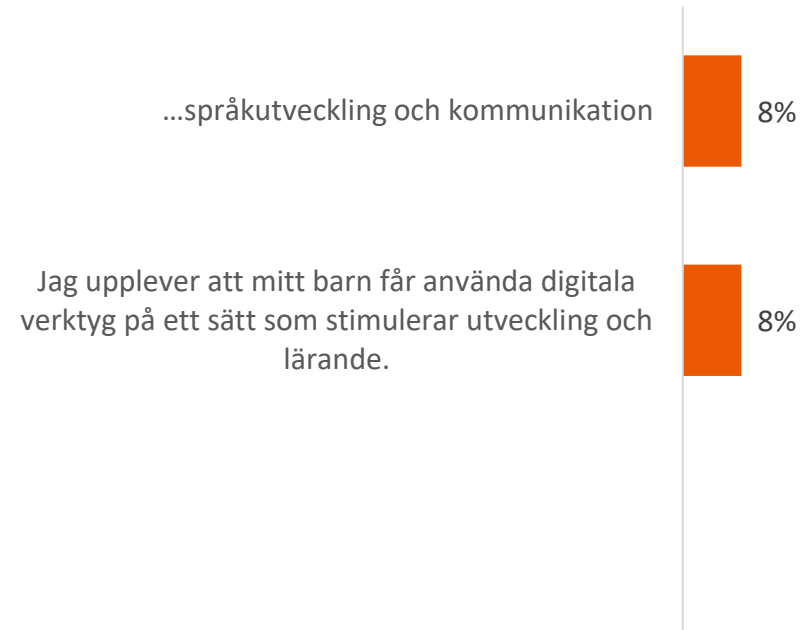 ...språkutveckling och kommunikation
8%
Jag upplever att mitt barn får använda digitala
verktyg på ett sätt som stimulerar utveckling och
lärande.
8%